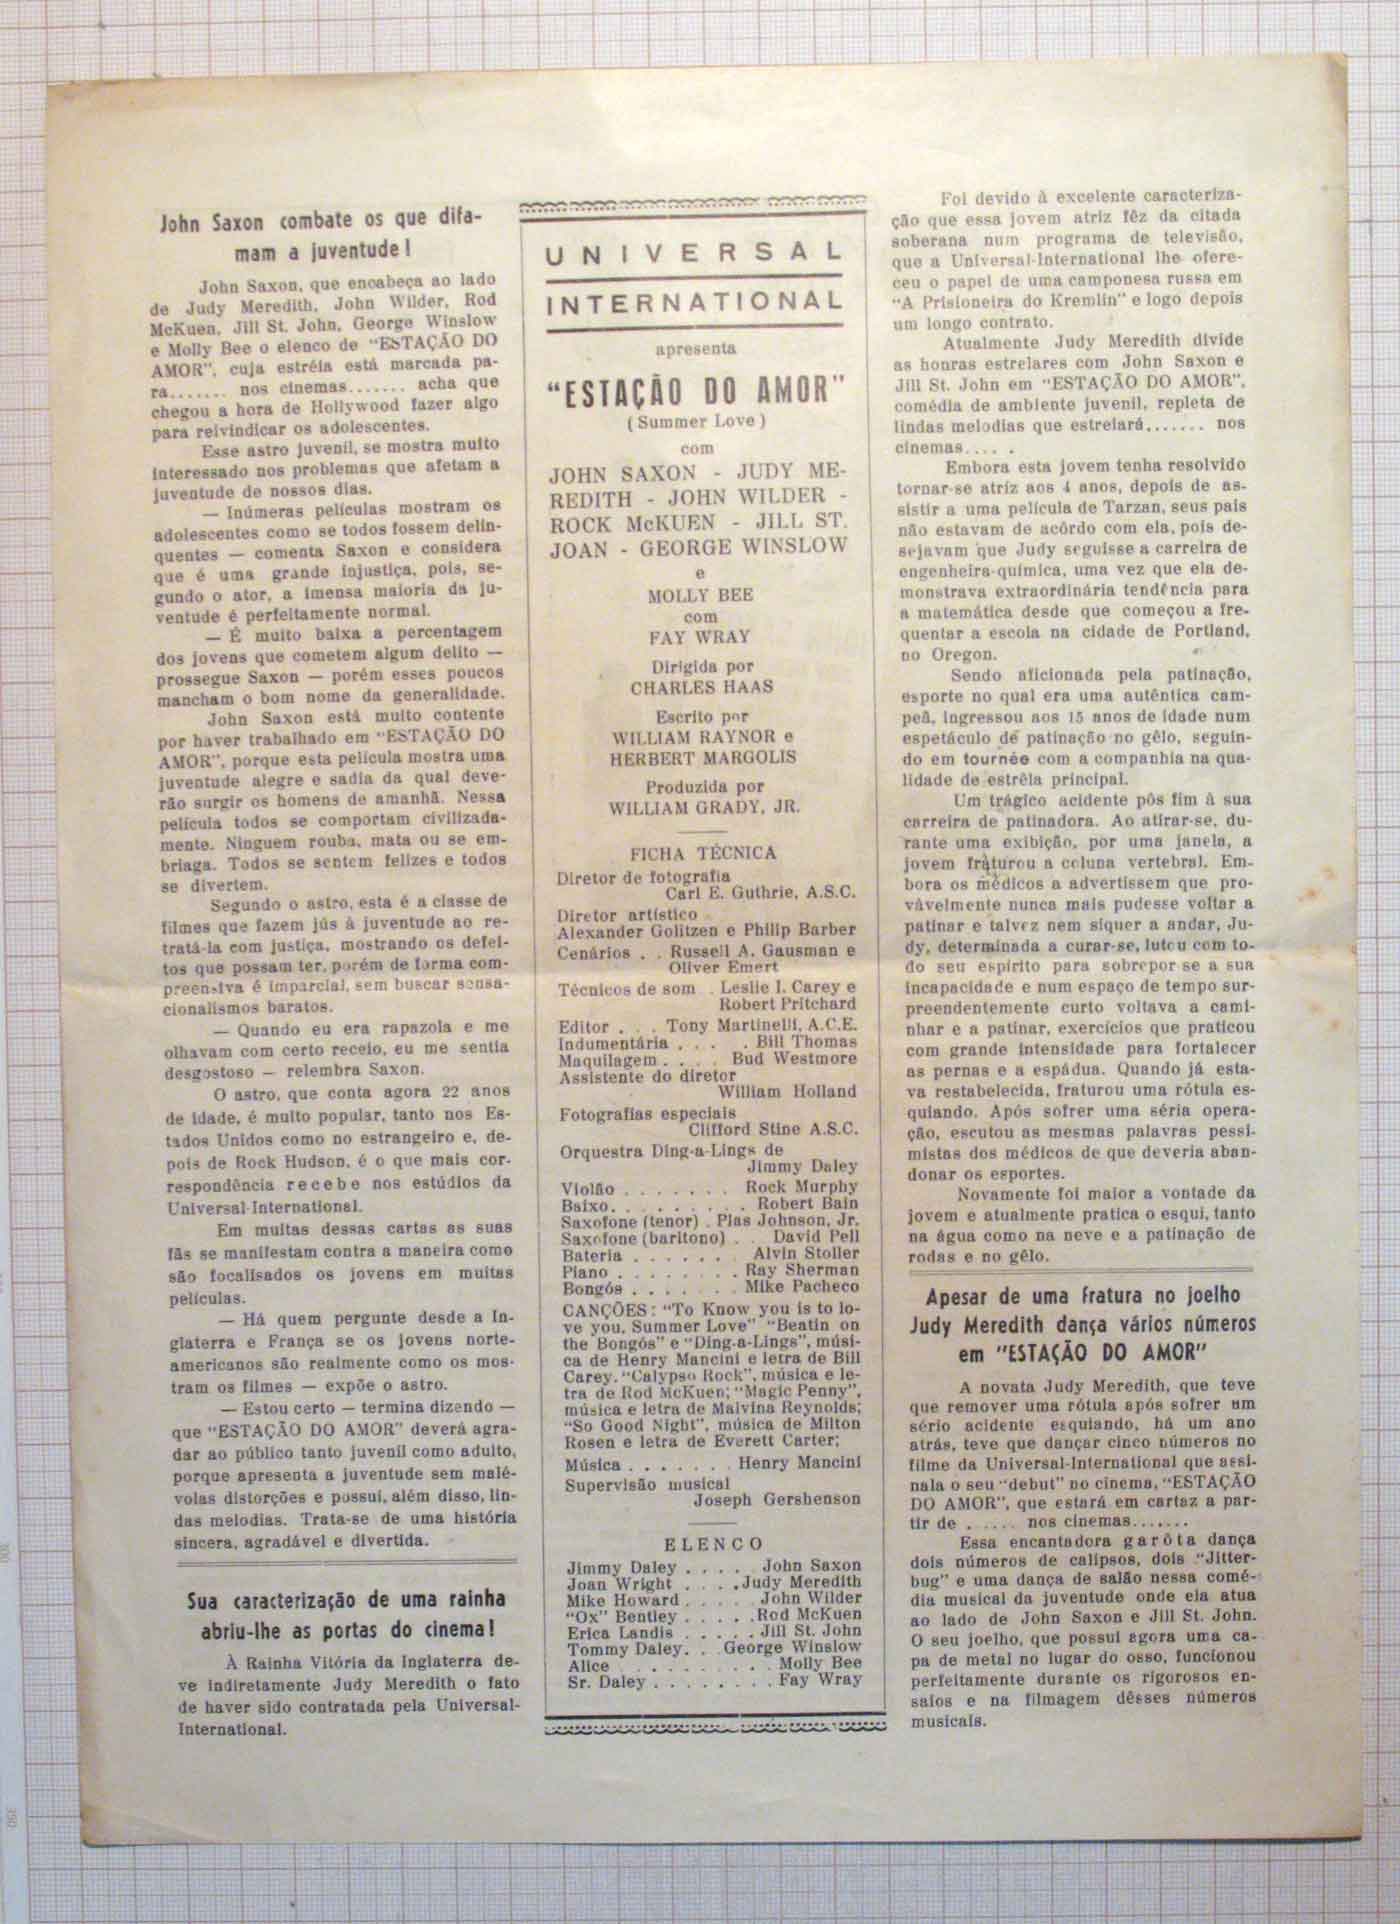 John Saxon combate os que difa-
mam a juventude!
John Saxon, que encabeça ao lado
de Judy Meredith, John Wilder, Rod
McKuen, Jill St. John, George Winslow
e Molly Bee o elenco de "ESTAÇÃO DO
AMOR", cuja estréia está marcada pa-
ra....... nos cinemas....... acha que
chegou a hora de Hollywood fazer algo
para reivindicar os adolescentes.
Esse astro juvenil, se mostra muito
interessado nos problemas que afetam a
juventude de nossos dias.
— Inúmeras películas mostram os
adolescentes como se todos fossem delin-
quentes — comenta Saxon e considera
que é uma grande injustiça, pois, se-
gundo o ator, a imensa maioria da ju-
ventude é perfeitamente normal.
— É muito baixa a percentagem
dos jovens que cometem algum delito —
prossegue Saxon — porém esses poucos
mancham o bom nome da generalidade.
John Saxon está muito contente
por haver trabalhado em "ESTAÇÃO DO
AMOR", porque esta película mostra uma
juventude alegre e sadia da qual deve-
rão surgir os homens de amanhã. Nessa
película todos se comportam civilizada-
mente. Ninguem rouba, mata ou se em-
briaga. Todos se sentem felizes e todos
se divertem.
Segundo o astro, esta é a classe de
filmes que fazem jús à juventude ao re-
tratá-la com justiça, mostrando os defei-
tos que possam ter, porém de forma com-
preensiva é imparcial, sem buscar sensa-
cionalismos baratos.
— Quando eu era rapazola e me
olhavam com certo receio, eu me sentia
desgostoso — relembra Saxon.
O astro, que conta agora 22 anos
de idade, é muito popular, tanto nos Es-
tados Unidos como no estrangeiro e, de-
pois de Rock Hudson, é o que mais cor-
respondência recebe nos estúdios da
Universal-International.
Em muitas dessas cartas as suas
fãs se manifestam contra a maneira como
são focalisados os jovens em muitas
películas.
— Há quem pergunte desde a In-
glaterra e França se os jovens norte-
americanos são realmente como os mos-
tram os filmes — expõe o astro.
— Estou certo — termina dizendo —
que "ESTAÇÃO DO AMOR" deverá agra-
dar ao público tanto juvenil como adulto,
porque apresenta a juventude sem malé-
volas distorções e possui, além disso, lin-
das melodias. Trata-se de uma história
sincera, agradável e divertida.
Sua caracterização de uma rainha
abriu-lhe as portas do cinema!
À Rainha Vitória da Inglaterra de-
ve indiretamente Judy Meredith o fato
de haver sido contratada pela Universal-
International.
UNIVERSAL
INTERNATIONAL
apresenta
"ESTAÇÃO DO AMOR"
(Summer Love)
com
JOHN SAXON - JUDY ME-
REDITH - JOHN WILDER -
ROCK McKUEN - JILL ST.
JOAN - GEORGE WINSLOW
e
MOLLY BEE
com
FAY WRAY
Dirigida por
CHARLES HAAS
Escrito por
WILLIAM RAYNOR e
HERBERT MARGOLIS
Produzida por
WILLIAM GRADY, JR.
FICHA TÉCNICA
Diretor de fotografia
Carl E. Guthrie, A.S.C.
Diretor artístico
Alexander Golitzen e Philip Barber
Cenários . . Russell A. Gausman e
Oliver Emert
Técnicos de som . Leslie I. Carey e
Robert Pritchard
Editor . . . Tony Martinelli, A.C.E.
Indumentária . . . . Bill Thomas
Maquilagem . . . . Bud Westmore
Assistente do diretor
William Holland
Fotografias especiais
Clifford Stine A.S.C.
Orquestra Ding-a-Lings de
Jimmy Daley
Violão . . . . . . . Rock Murphy
Baixo. . . . . . . . . Robert Bain
Saxofone (tenor) . Plas Johnson, Jr.
Saxofone (baritono) . . David Pell
Bateria . . . . . . . Alvin Stoller
Piano . . . . . . . . Ray Sherman
Bongós . . . . . . . Mike Pacheco
CANÇÕES: "To Know you is to lo-
ve you, Summer Love" "Beatin on
the Bongós" e "Ding-a-Lings", músi-
ca de Henry Mancini e letra de Bill
Carey. "Calypso Rock", música e le-
tra de Rod McKuen; "Magic Penny",
música e letra de Malvina Reynolds;
"So Good Night", música de Milton
Rosen e letra de Everett Carter;
Música . . . . . . . Henry Mancini
Supervisão musical
Joseph Gershenson
ELENCO
Jimmy Daley . . . . John Saxon
Joan Wright . . . .Judy Meredith
Mike Howard . . . . . John Wilder
"Ox" Bentley . . . . .Rod McKuen
Erica Landis . . . . . Jill St. John
Tommy Daley. . .George Winslow
Alice . . . . . . . . . . Molly Bee
Sr. Daley . . . . . . . . Fay Wray
Foi devido à excelente caracteriza-
ção que essa jovem atriz fêz da citada
soberana num programa de televisão,
que a Universal-International lhe ofere-
ceu o papel de uma camponesa russa em
"A Prisioneira do Kremlin" e logo depois
um longo contrato.
Atualmente Judy Meredith divide
as honras estrelares com John Saxon e
Jill St. John em "ESTAÇÃO DO AMOR",
comédia de ambiente juvenil, repleta de
lindas melodias que estreiará,...... nos
cinemas.... .
Embora esta jovem tenha resolvido
tornar-se atriz aos 4 anos, depois de as-
sistir a uma película de Tarzan, seus pais
não estavam de acôrdo com ela, pois de-
sejavam que Judy seguisse a carreira de
engenheira-química, uma vez que ela de-
monstrava extraordinária tendência para
a matemática desde que começou a fre-
quentar a escola na cidade de Portland,
no Oregon.
Sendo aficionada pela patinação,
esporte no qual era uma autêntica cam-
peã, ingressou aos 15 anos de idade num
espetáculo de patinação no gêlo, seguin-
do em tournée com a companhia na qua-
lidade de estrêla principal.
Um trágico acidente pôs fim à sua
carreira de patinadora. Ao atirar-se, du-
rante uma exibição, por uma janela, a
jovem fraturou a coluna vertebral. Em-
bora os médicos a advertissem que pro-
vàvelmente nunca mais pudesse voltar a
patinar e talvez nem siquer a andar, Ju-
dy, determinada a curar-se, lutou com to-
do seu espírito para sobrepor-se a sua
incapacidade e num espaço de tempo sur-
preendentemente curto voltava a cami-
nhar e a patinar, exercícios que praticou
com grande intensidade para fortalecer
as pernas e a espádua. Quando já esta-
va restabelecida, fraturou uma rótula es-
quiando. Após sofrer uma séria opera-
ção, escutou as mesmas palavras pessi-
mistas dos médicos de que deveria aban-
donar os esportes.
Novamente foi maior a vontade da
jovem e atualmente pratica o esqui, tanto
na água como na neve e a patinação de
rodas e no gêlo.
Apesar de uma fratura no joelho
Judy Meredith dança vários números
em "ESTAÇÃO DO AMOR"
A novata Judy Meredith, que teve
que remover uma rótula após sofrer um
sério acidente esquiando, há um ano
atrás, teve que dançar cinco números no
filme da Universal-International que assi-
nala o seu "debut" no cinema, "ESTAÇÃO
DO AMOR", que estará em cartaz a par-
tir de . ..... nos cinemas.......
Essa encantadora garôta dança
dois números de calipsos, dois "Jitter-
bug" e uma dança de salão nessa comé-
dia musical da juventude onde ela atua
ao lado de John Saxon e Jill St. John.
O seu joelho, que possui agora uma ca-
pa de metal no lugar do osso, funcionou
perfeitamente durante os rigorosos en-
saios e na filmagem dêsses números
musicais.